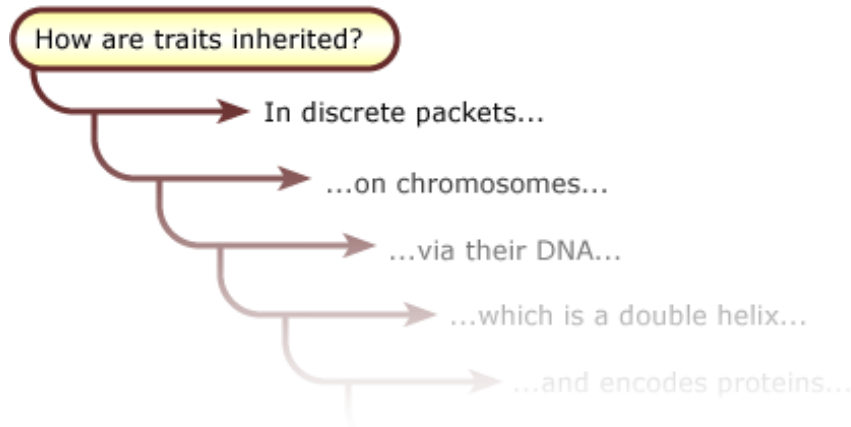 How are traits inherited?
In discrete packets...
...on chromosomes...
...via their DNA...
...which is a double helix...
...and encodes proteins...